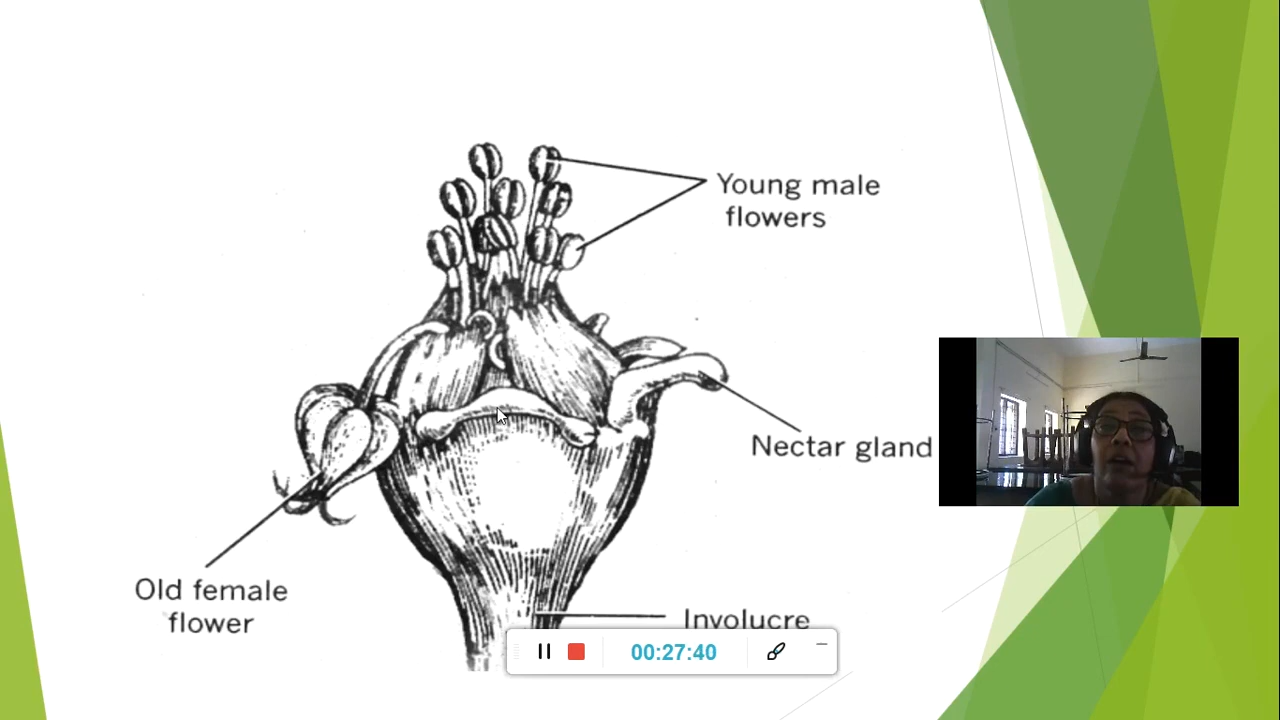 Young male
flowers
Nectar gland
Old female
flower
Involucre
00:27:40